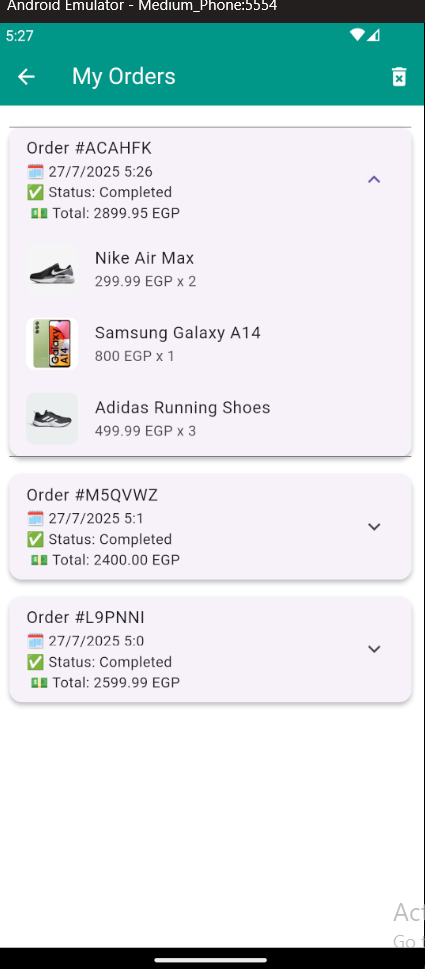 Android Emulator - Medium_Phone:5554
5:27
My Orders
Order #ACAHFK
27/7/2025 5:26
✅ Status: Completed
Total: 2899.95 EGP
Nike Air Max
299.99 EGP x 2
Samsung Galaxy A14
800 EGP x 1
Galaxy
A14
Adidas Running Shoes
499.99 EGP x 3
Order #M5QVWZ
27/7/2025 5:1
✅ Status: Completed
Total: 2400.00 EGP
Order #L9PNNI
27/7/2025 5:0
✅ Status: Completed
Total: 2599.99 EGP
Go